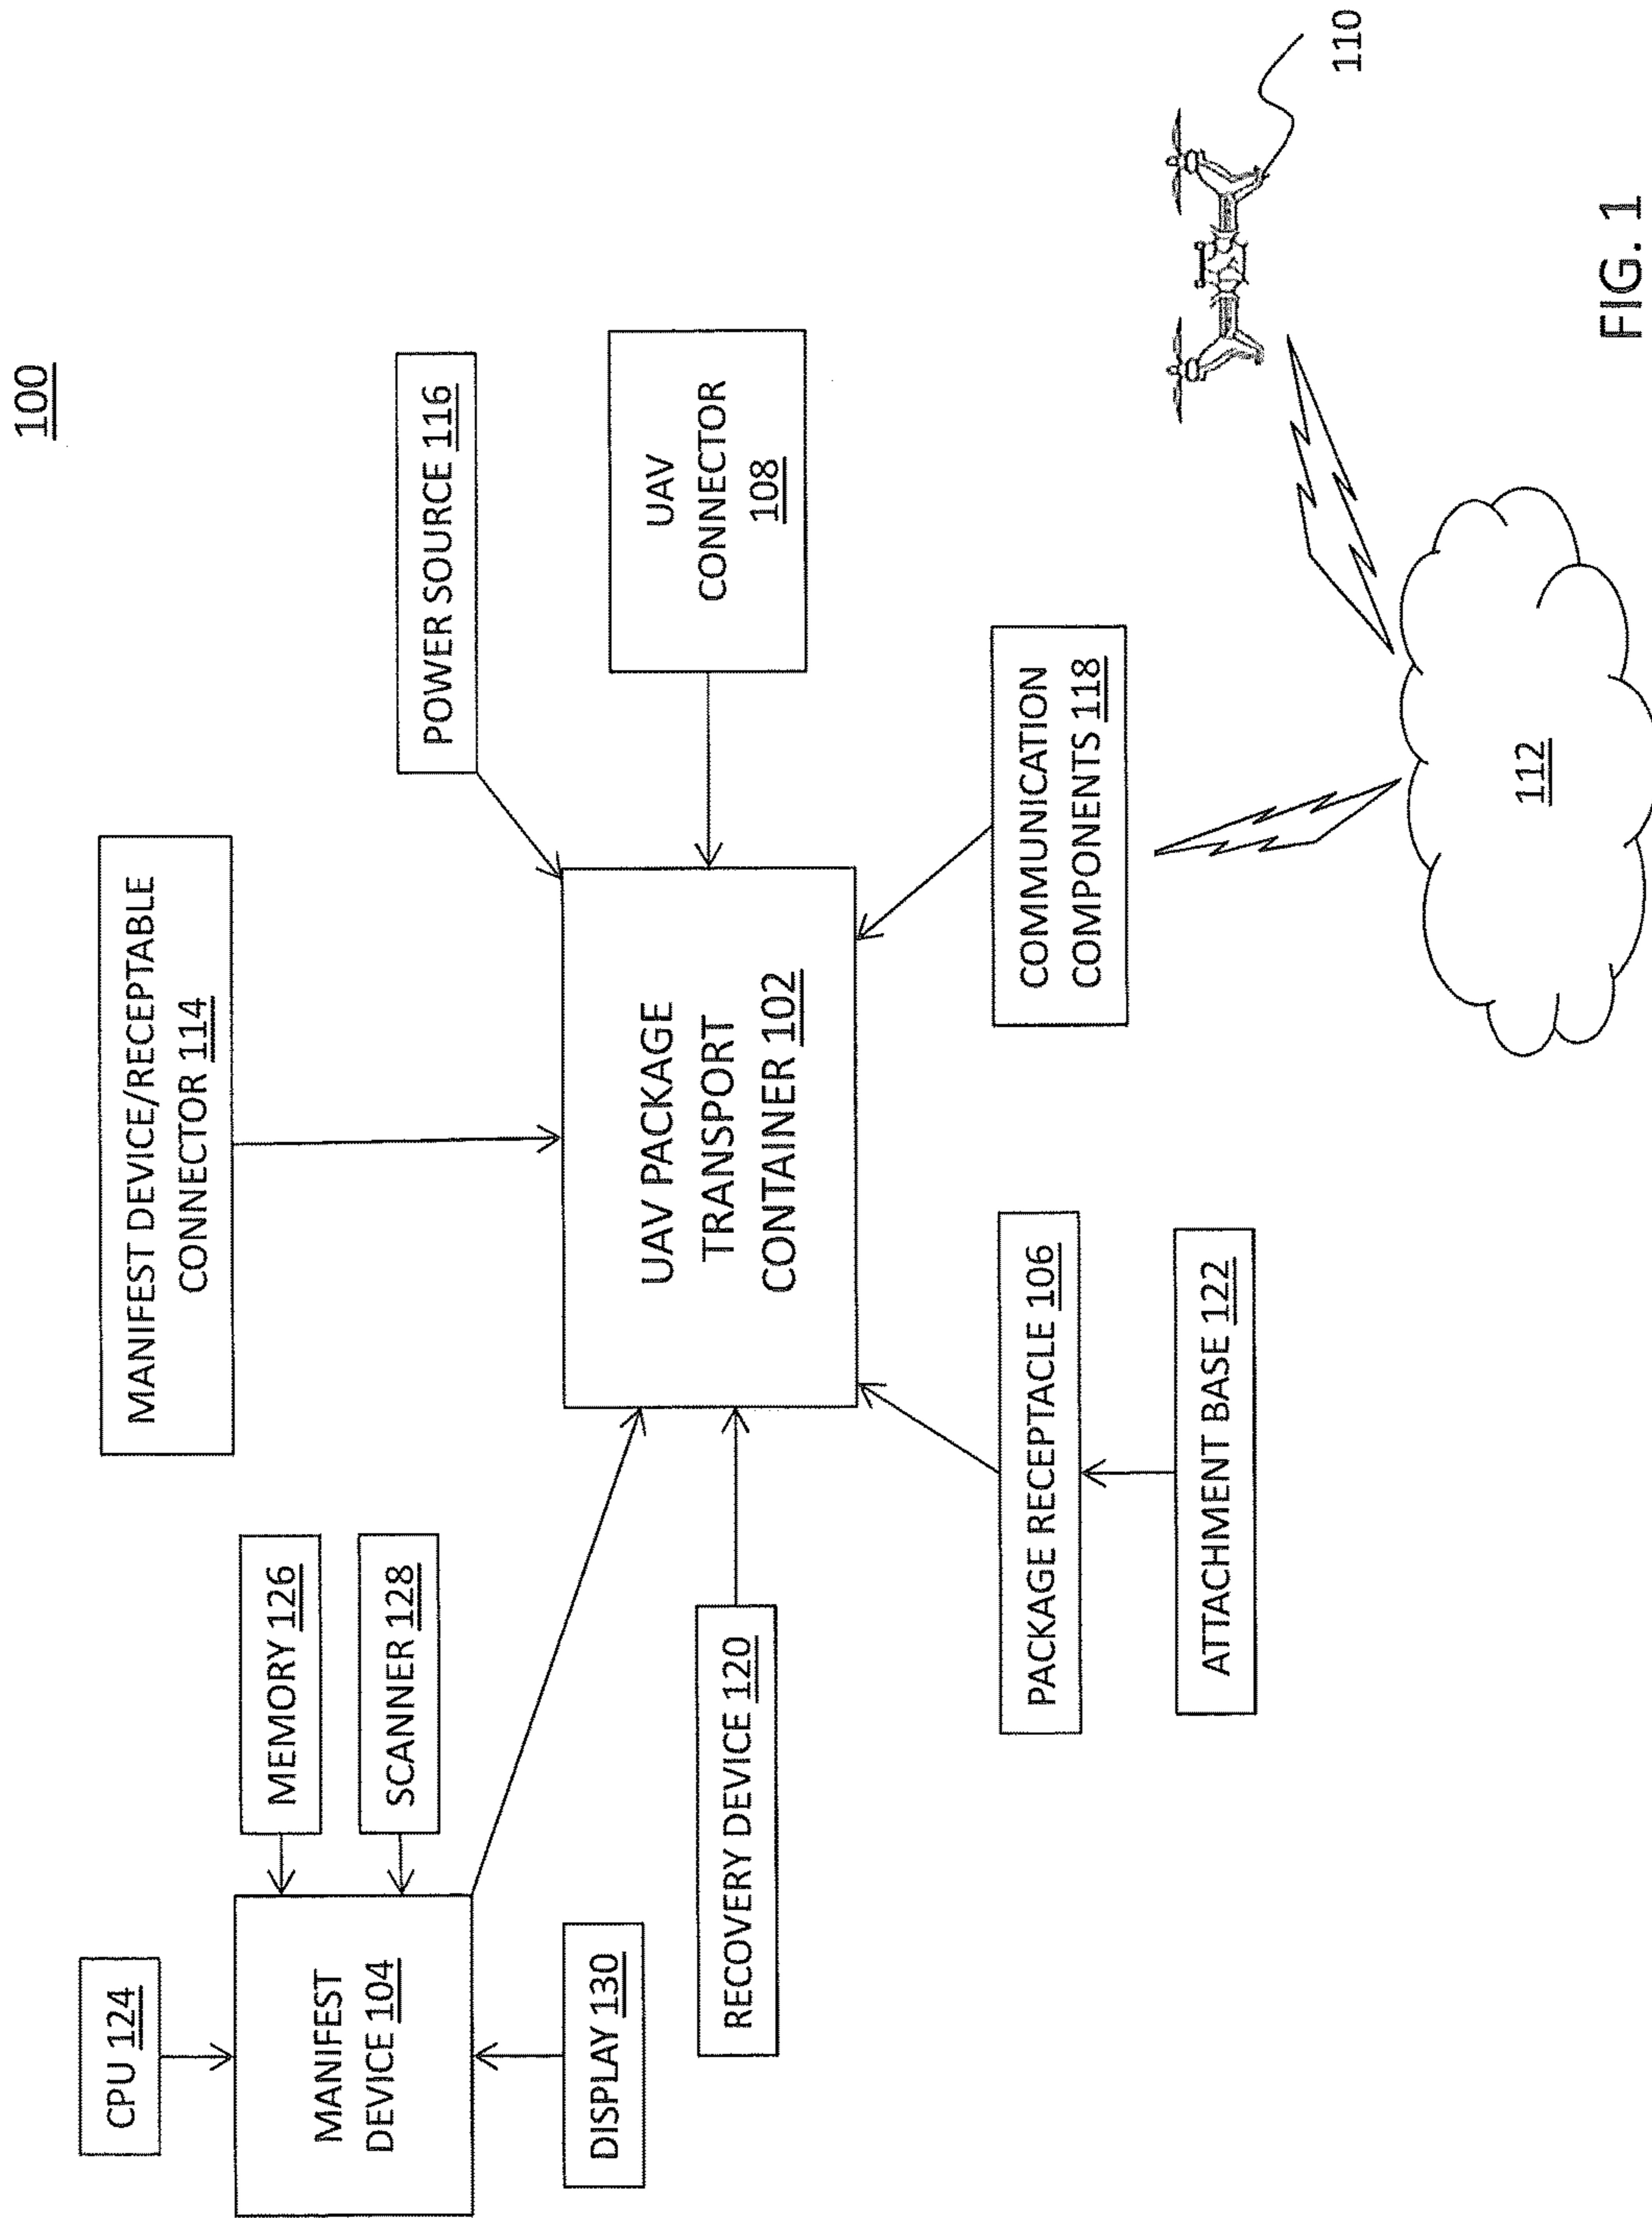 100
MANIFEST DEVICE/RECEPTABLE
CONNECTOR 114
POWER SOURCE 116
CPU 124
MEMORY 126
SCANNER 128
MANIFEST
DEVICE 104
DISPLAY 130
UAV PACKAGE
TRANSPORT
CONTAINER 102
UAV
CONNECTOR
108
RECOVERY DEVICE 120
PACKAGE RECEPTACLE 106
ATTACHMENT BASE 122
COMMUNICATION
COMPONENTS 118
110
112
FIG. 1